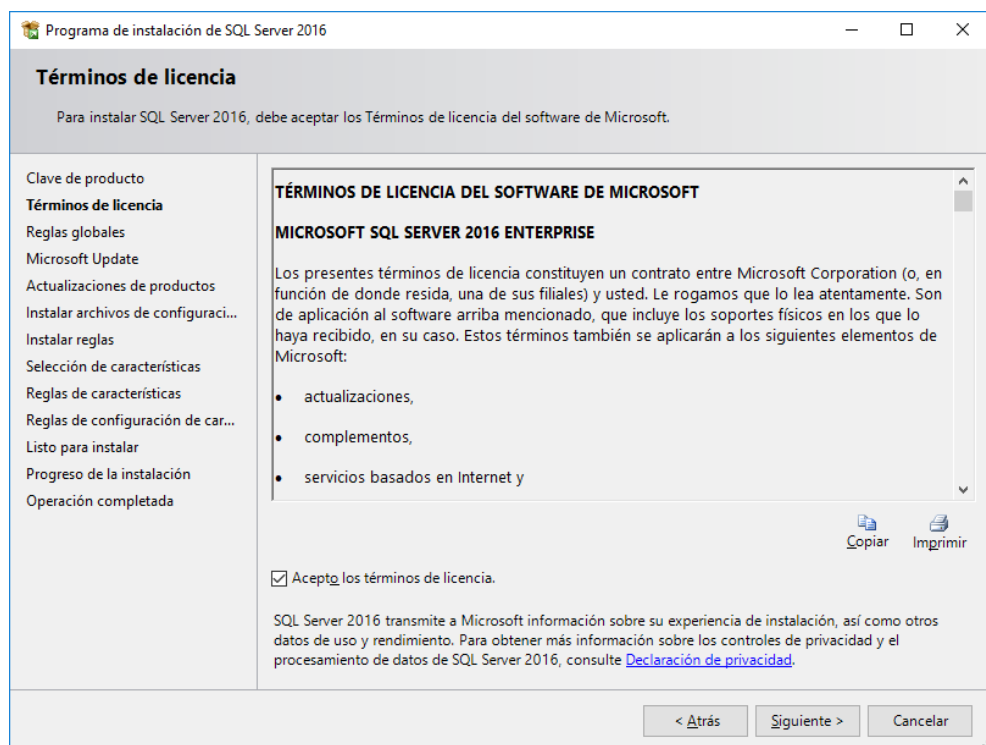 Programa de instalación de SQL Server 2016
Términos de licencia
Para instalar SQL Server 2016, debe aceptar los Términos de licencia del software de Microsoft.
Clave de producto
Términos de licencia
Reglas globales
Microsoft Update
Actualizaciones de productos
Instalar archivos de configuraci...
Instalar reglas
Selección de características
Reglas de características
Reglas de configuración de car...
Listo para instalar
Progreso de la instalación
Operación completada
TÉRMINOS DE LICENCIA DEL SOFTWARE DE MICROSOFT
MICROSOFT SQL SERVER 2016 ENTERPRISE
Los presentes términos de licencia constituyen un contrato entre Microsoft Corporation (o, en
función de donde resida, una de sus filiales) y usted. Le rogamos que lo lea atentamente. Son
de aplicación al software arriba mencionado, que incluye los soportes físicos en los que lo
haya recibido, en su caso. Estos términos también se aplicarán a los siguientes elementos de
Microsoft:
• actualizaciones,
• complementos,
• servicios basados en Internet y
Copiar
Imprimir
Acepto los términos de licencia.
SQL Server 2016 transmite a Microsoft información sobre su experiencia de instalación, así como otros
datos de uso y rendimiento. Para obtener más información sobre los controles de privacidad y el
procesamiento de datos de SQL Server 2016, consulte Declaración de privacidad.
< Atrás
Siguiente >
Cancelar